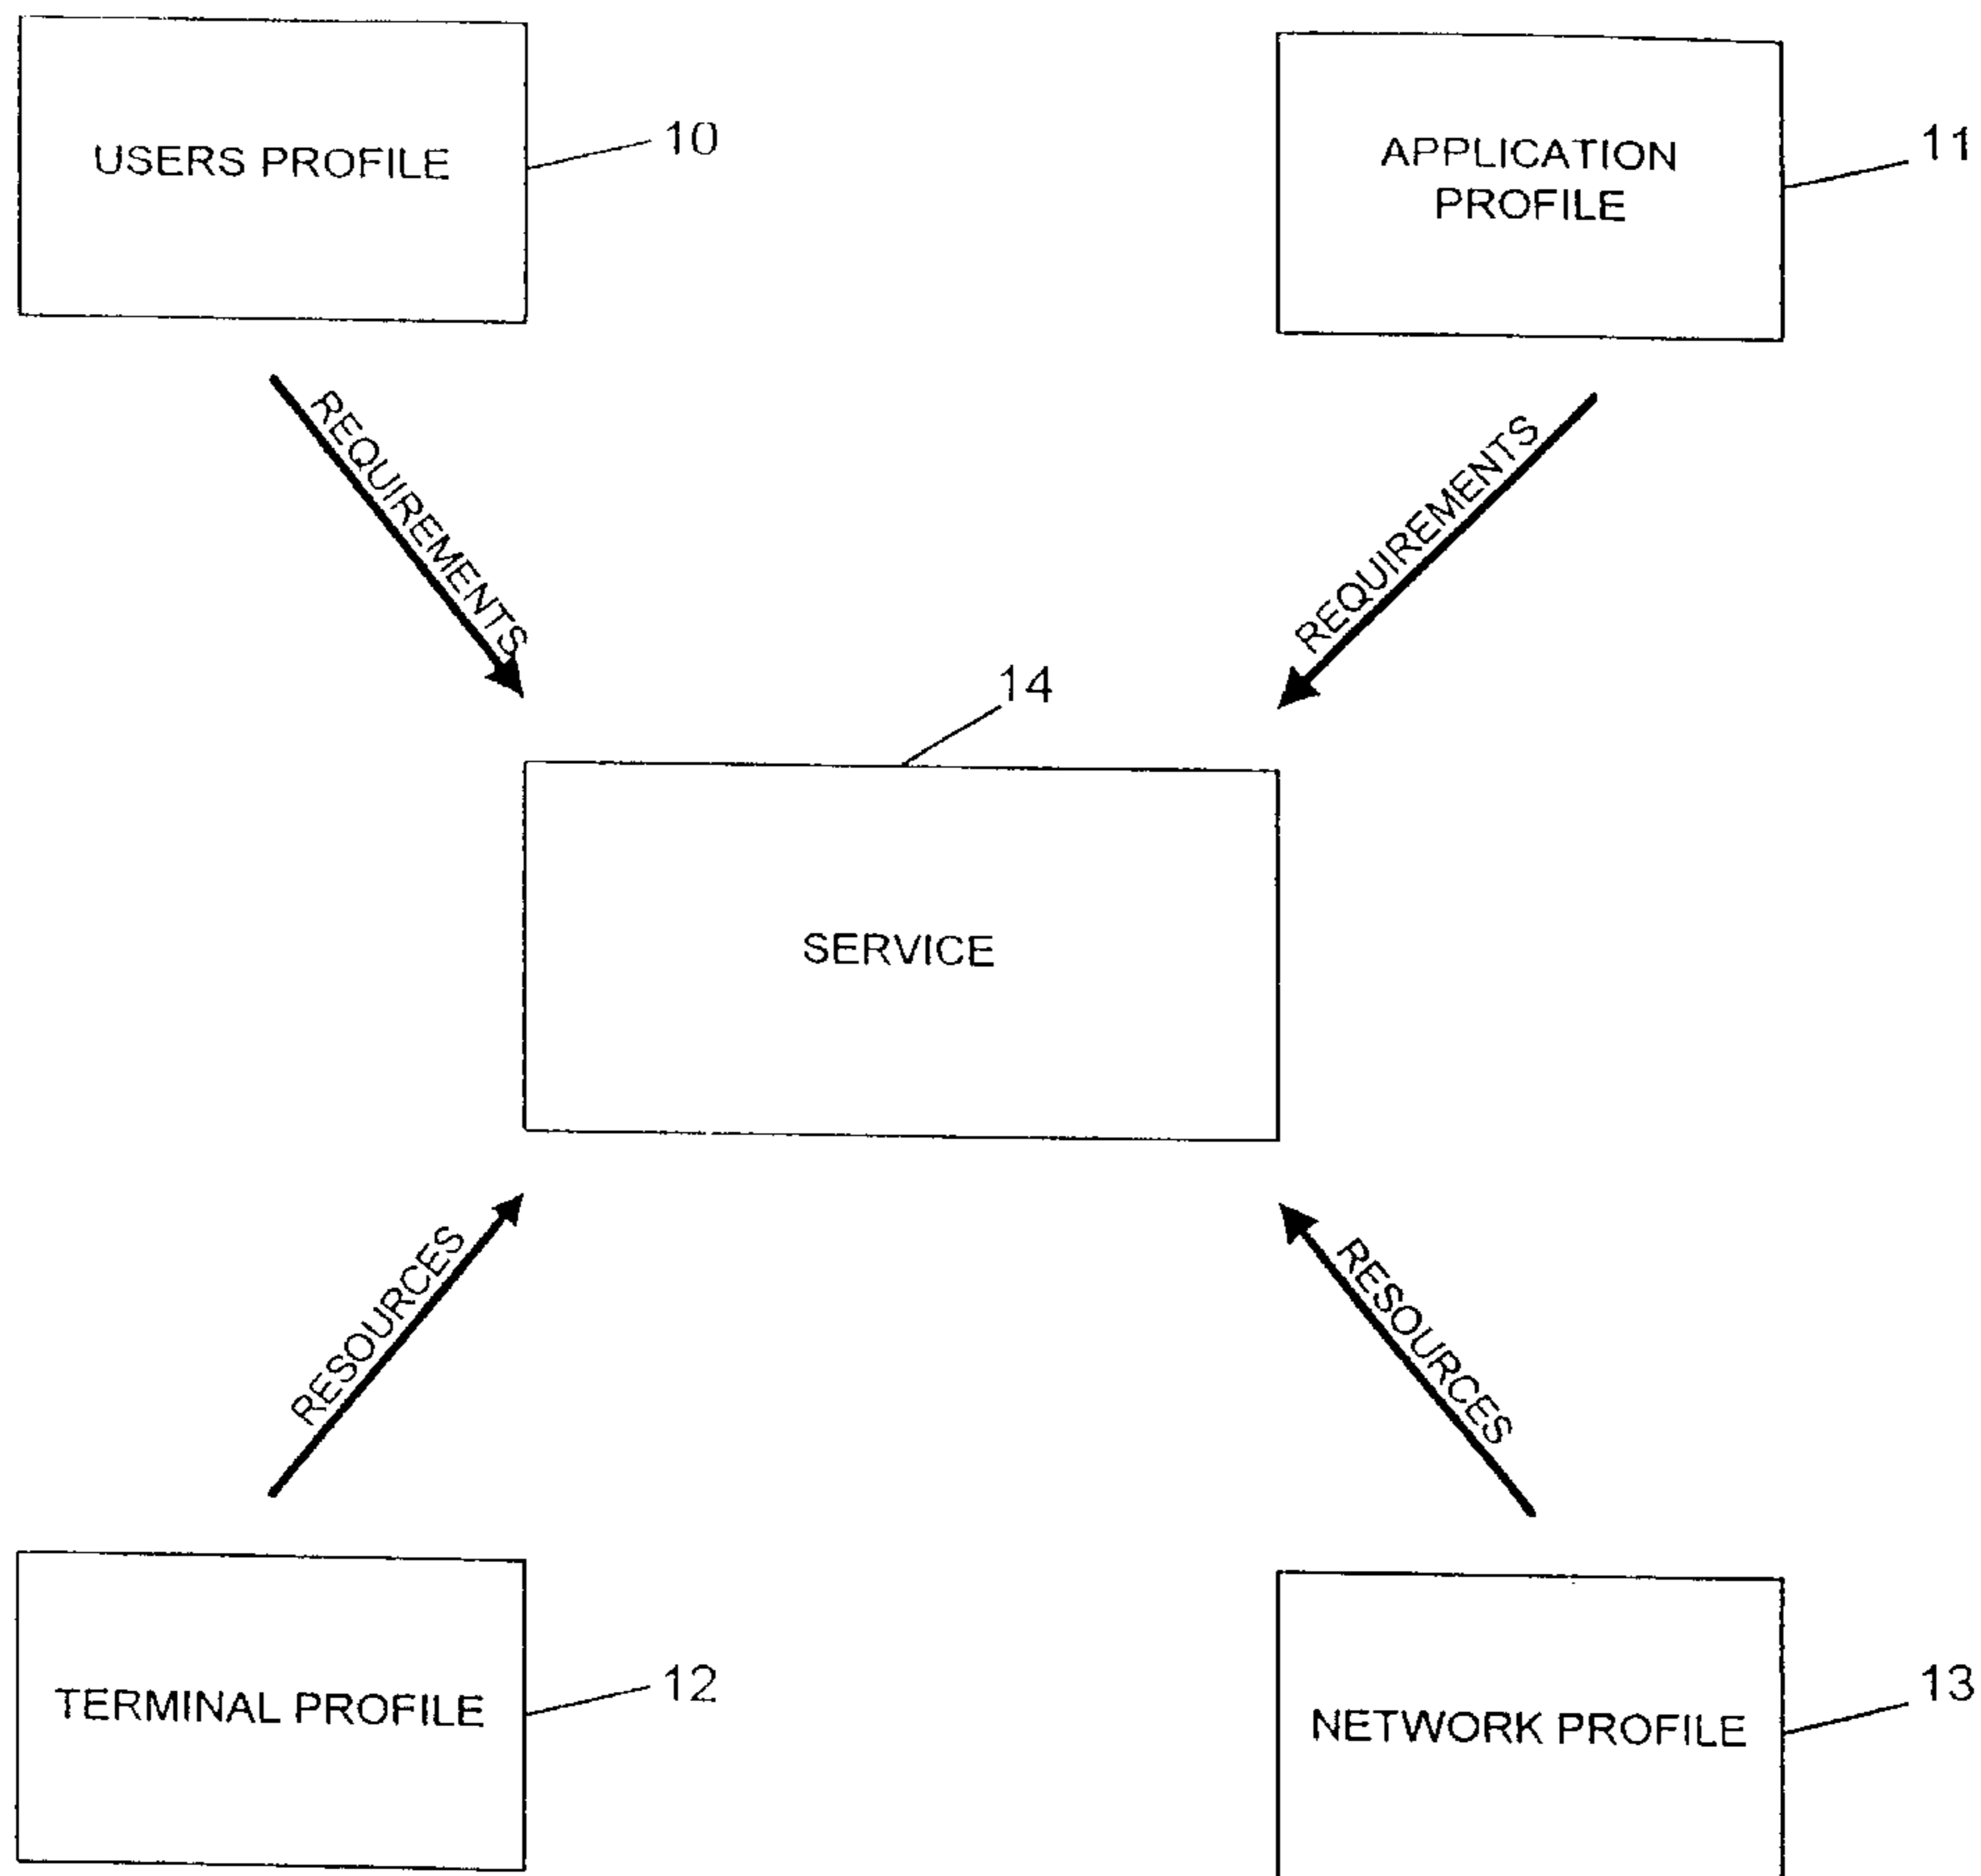 USERS PROFILE
10
APPLICATION
PROFILE
11
REQUIREMENTS
REQUIREMENTS
14
SERVICE
RESOURCES
RESOURCES
TERMINAL PROFILE
12
NETWORK PROFILE
13